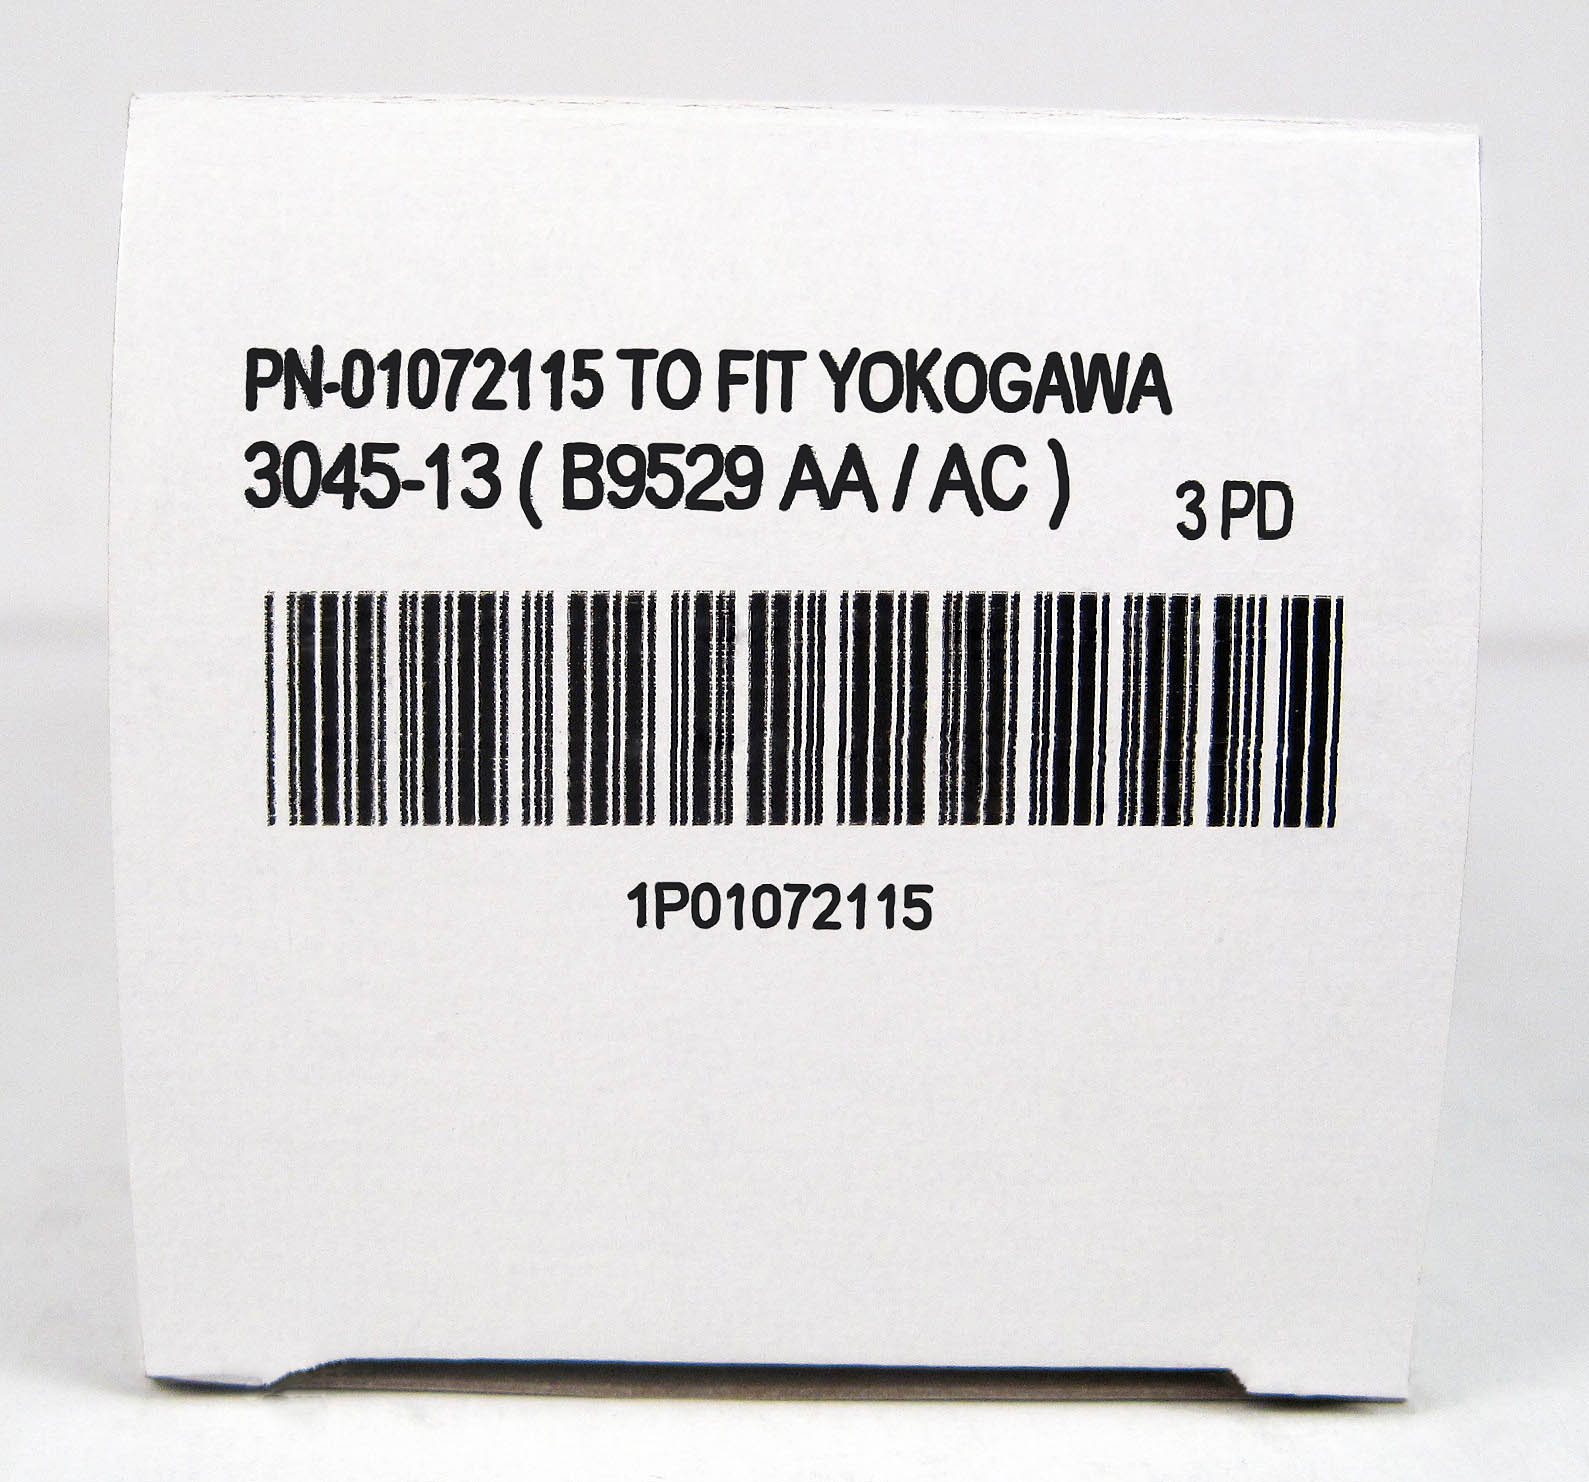 PN-01072115 TO FIT YOKOGAWA
3045-13 ( B9529 AA / AC )
3 PD
1P01072115